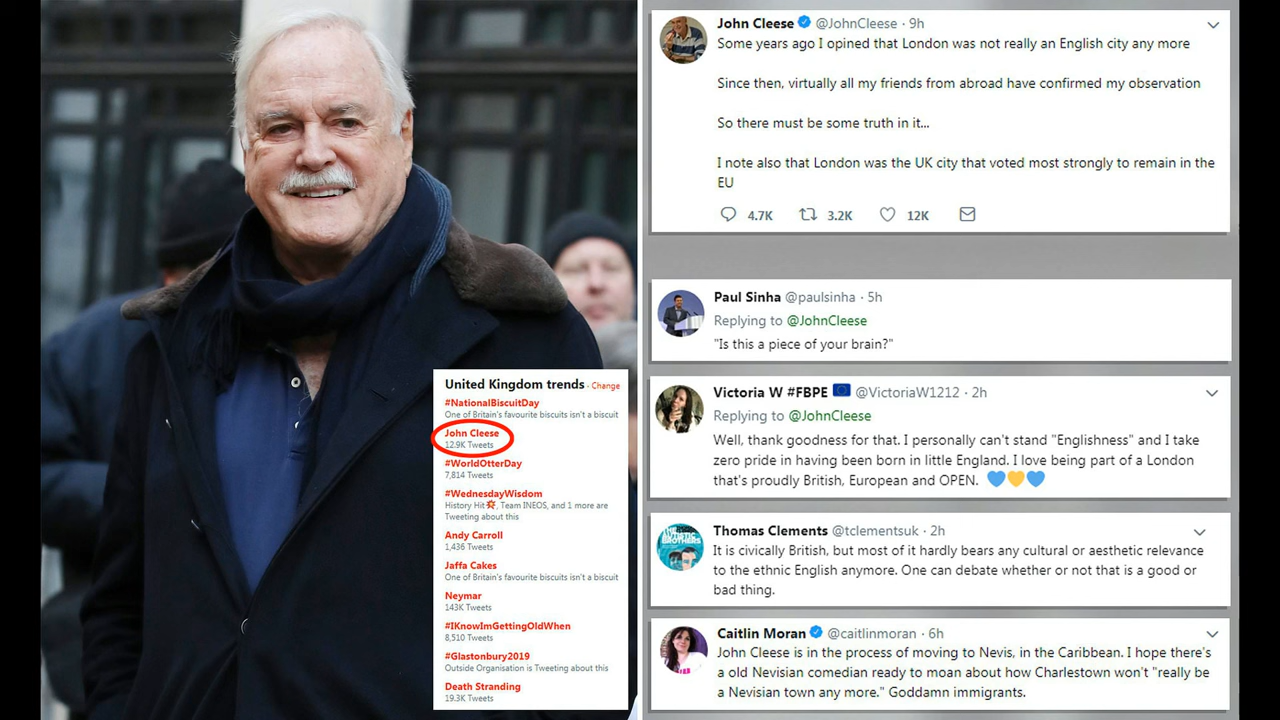 United Kingdom trends · Change
#NationalBiscuitDay
One of Britain's favourite biscuits isn't a biscuit
John Cleese
12.9K Tweets
#WorldOtterDay
7,814 Tweets
#WednesdayWisdom
History Hit, Team INEOS, and 1 more are
Tweeting about this
Andy Carroll
1,436 Tweets
Jaffa Cakes
One of Britain's favourite biscuits isn't a biscuit
Neymar
143K Tweets
#IKnowImGettingOldWhen
8,510 Tweets
#Glastonbury2019
Outside Organisation is Tweeting about this
Death Stranding
19.3K Tweets
John Cleese @JohnCleese · 9h
Some years ago I opined that London was not really an English city any more
Since then, virtually all my friends from abroad have confirmed my observation
So there must be some truth in it...
I note also that London was the UK city that voted most strongly to remain in the
EU
4.7K 3.2K 12K
Paul Sinha @paulsinha · 5h
Replying to @JohnCleese
"Is this a piece of your brain?"
Victoria W #FBPE @VictoriaW1212 · 2h
Replying to @JohnCleese
Well, thank goodness for that. I personally can't stand "Englishness" and I take
zero pride in having been born in little England. I love being part of a London
that's proudly British, European and OPEN. 💙💛💙
Thomas Clements @tclementsuk · 2h
It is civically British, but most of it hardly bears any cultural or aesthetic relevance
to the ethnic English anymore. One can debate whether or not that is a good or
bad thing.
Caitlin Moran @caitlinmoran · 6h
John Cleese is in the process of moving to Nevis, in the Caribbean. I hope there's
a old Nevisian comedian ready to moan about how Charlestown won't "really be
a Nevisian town any more." Goddamn immigrants.